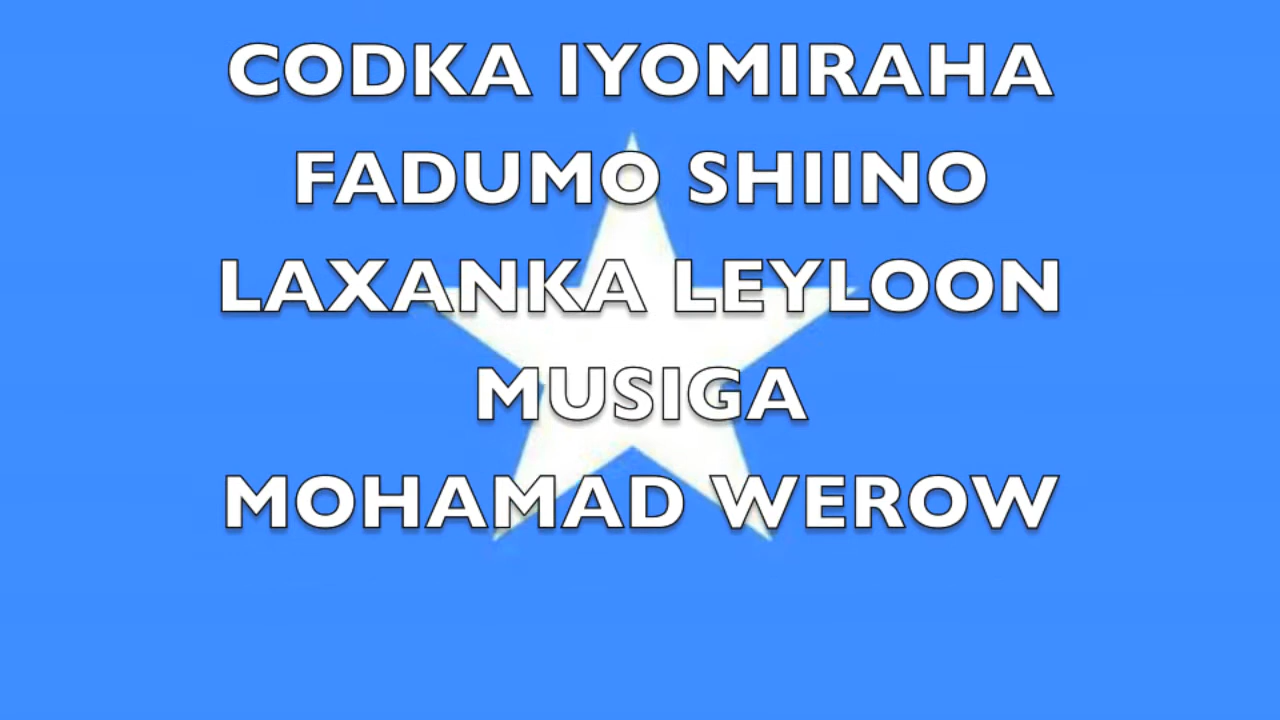 CODKA IYOMIRAHA
FADUMO SHIINO
LAXANKA LEYLOON
MUSIGA
MOHAMAD WEROW